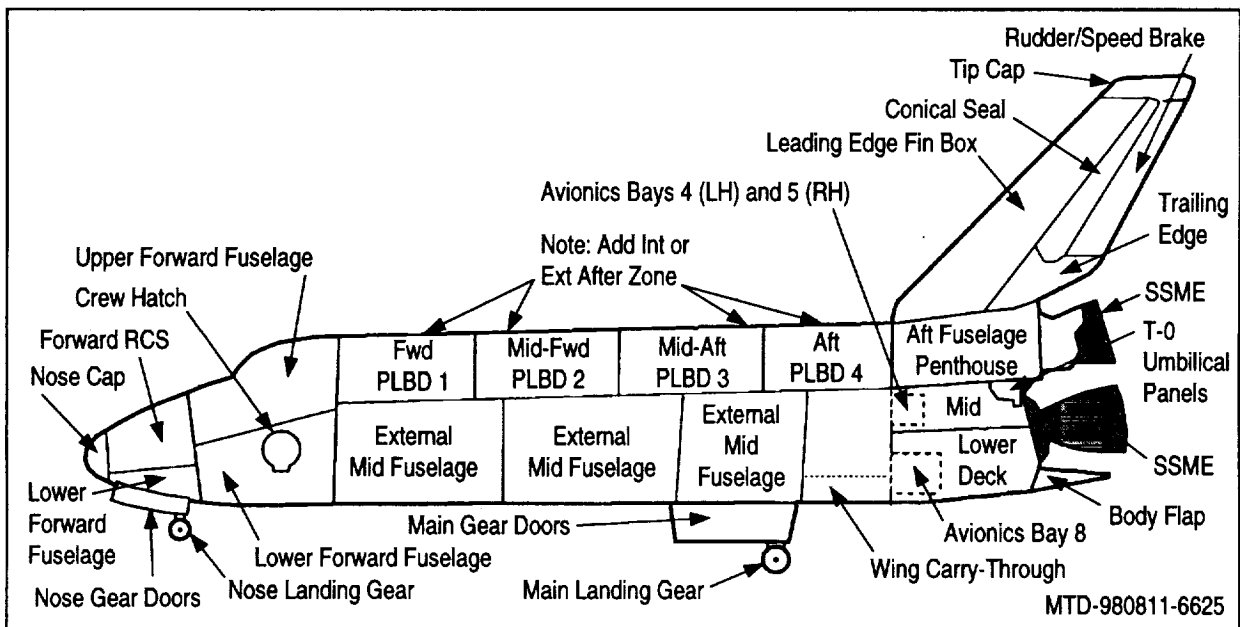 Rudder/Speed Brake
Tip Cap
Conical Seal
Leading Edge Fin Box
Avionics Bays 4 (LH) and 5 (RH)
Trailing
Edge
Note: Add Int or
Ext After Zone
Upper Forward Fuselage
Crew Hatch
SSME
Forward RCS
Nose Cap
T-0
Umbilical
Panels
Fwd
PLBD 1
Mid-Fwd
PLBD 2
Mid-Aft
PLBD 3
Aft
PLBD 4
Aft Fuselage
Penthouse
Mid
External
Mid Fuselage
External
Mid Fuselage
External
Mid
Fuselage
Lower
Deck
SSME
Lower
Forward
Fuselage
Main Gear Doors
Avionics Bay 8
Body Flap
Lower Forward Fuselage
Wing Carry-Through
Nose Gear Doors
Nose Landing Gear
Main Landing Gear
MTD-980811-6625